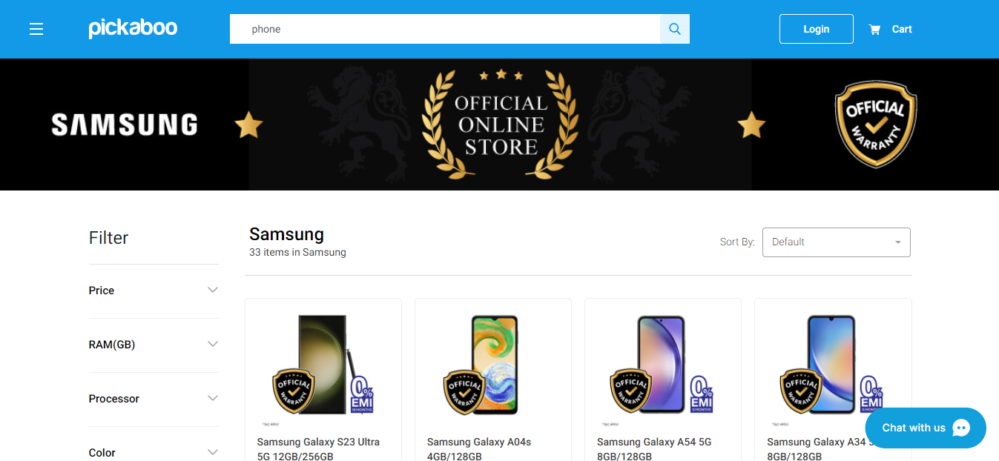 pickaboo
phone
Login
Cart
SAMSUNG
OFFICIAL
ONLINE
STORE
OFFICIAL
WARRANTY
Filter
Samsung
33 items in Samsung
Sort By:
Default
Price
RAM(GB)
Processor
Color
OFFICIAL
WARRANTY
0%
EMI
OFFICIAL
WARRANTY
OFFICIAL
WARRANTY
0%
EMI
OFFICIAL
WARRANTY
0%
EMI
Samsung Galaxy S23 Ultra
5G 12GB/256GB
Samsung Galaxy A04s
4GB/128GB
Samsung Galaxy A54 5G
8GB/128GB
Samsung Galaxy A34
8GB/128GB
Chat with us